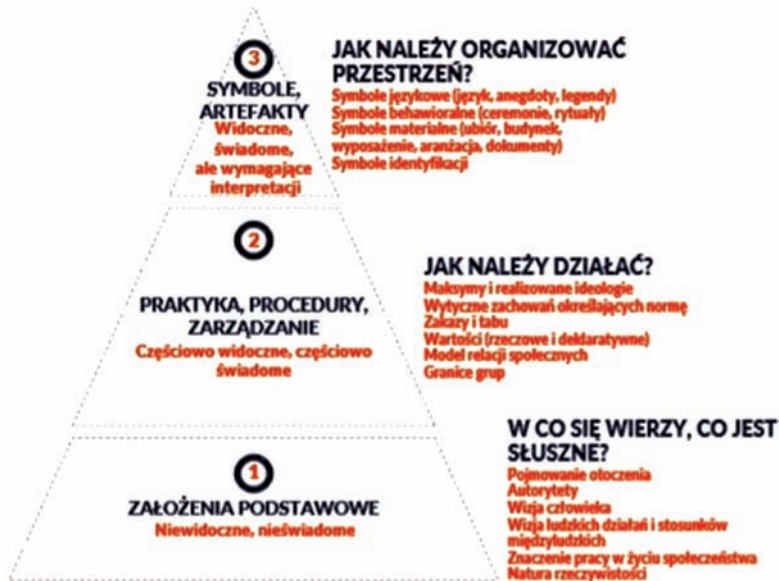 3
SYMBOLE,
ARTEFAKTY
Widoczne,
świadome,
ale wymagające
interpretacji
JAK NALEŻY ORGANIZOWAĆ
PRZESTRZEŃ?
Symbole językowe (język, anegdoty, legendy)
Symbole behawioralne (ceremonie, rytuały)
Symbole materialne (ubiór, budynek,
wyposażenie, aranżacja, dokumenty)
Symbole identyfikacji
2
PRAKTYKA, PROCEDURY,
ZARZĄDZANIE
Częściowo widoczne, częściowo
świadome
JAK NALEŻY DZIAŁAĆ?
Maksymy i realizowane ideologie
Wytyczne zachowań określających normę
Zakazy i tabu
Wartości (rzeczowe i deklaratywne)
Model relacji społecznych
Granice grup
1
ZAŁOŻENIA PODSTAWOWE
Niewidoczne, nieświadome
W CO SIĘ WIERZY, CO JEST
SŁUSZNE?
Pojmowanie otoczenia
Autorytety
Wizja człowieka
Wizja ludzkich działań i stosunków
międzyludzkich
Znaczenie pracy w życiu społeczeństwa
Natura rzeczywistości